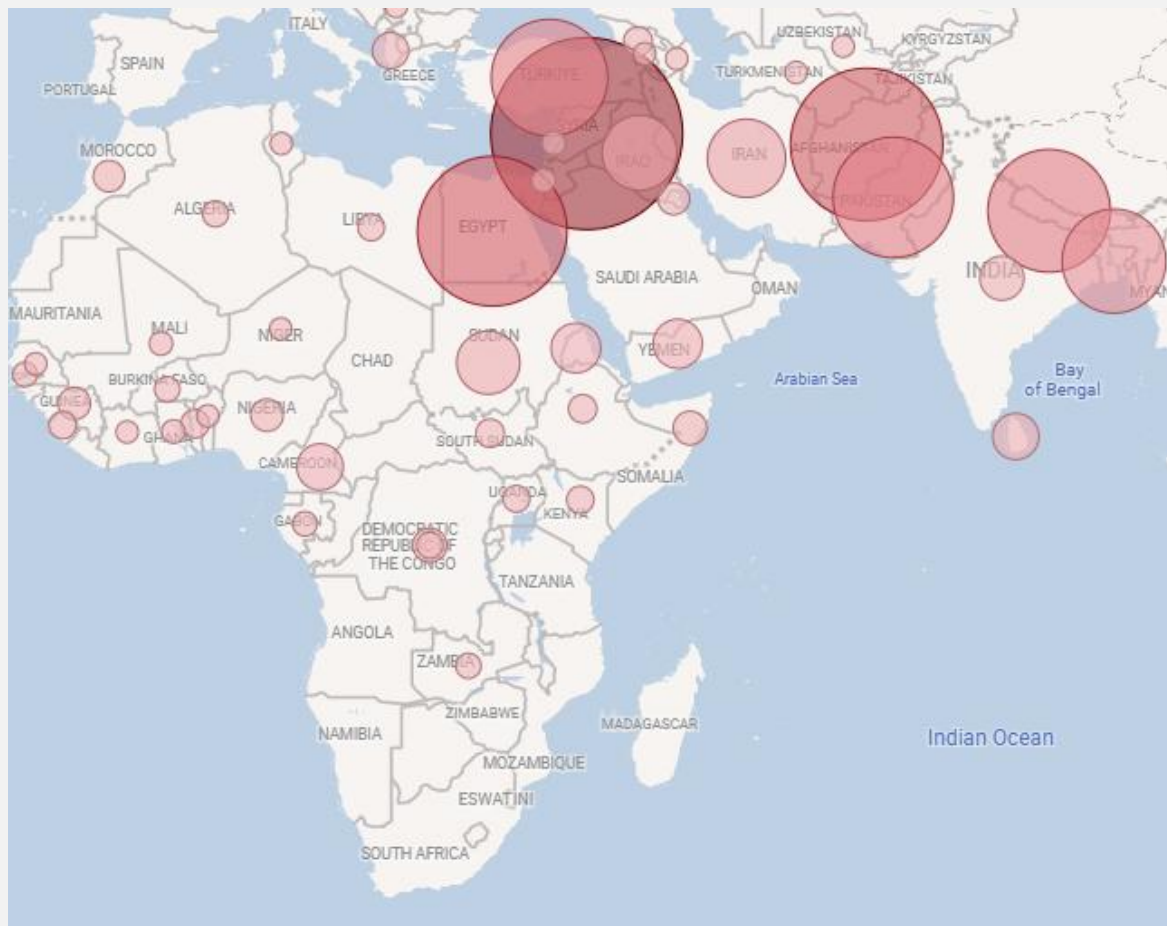 ITALY
UZBEKISTAN
KYRGYZSTAN
SPAIN
TÜRKIYE
TURKMENISTAN
TAJIKISTAN
PORTUGAL
GREECE
SYRIA
MOROCCO
IRAQ
IRAN
AFGHANISTAN
ALGERIA
LIBYA
EGYPT
PAKISTAN
SAUDI ARABIA
OMAN
INDIA
MYAN
MAURITANIA
MALI
NIGER
SUDAN
YEMEN
CHAD
BURKINA FASO
Arabian Sea
Bay
of Bengal
GUINEA
NIGERIA
GHANA
SOUTH SUDAN
CAMEROON
SOMALIA
UGANDA
KENYA
GABON
DEMOCRATIC
REPUBLIC OF
THE CONGO
TANZANIA
ANGOLA
ZAMBIA
ZIMBABWE
MADAGASCAR
NAMIBIA
Indian Ocean
MOZAMBIQUE
ESWATINI
SOUTH AFRICA